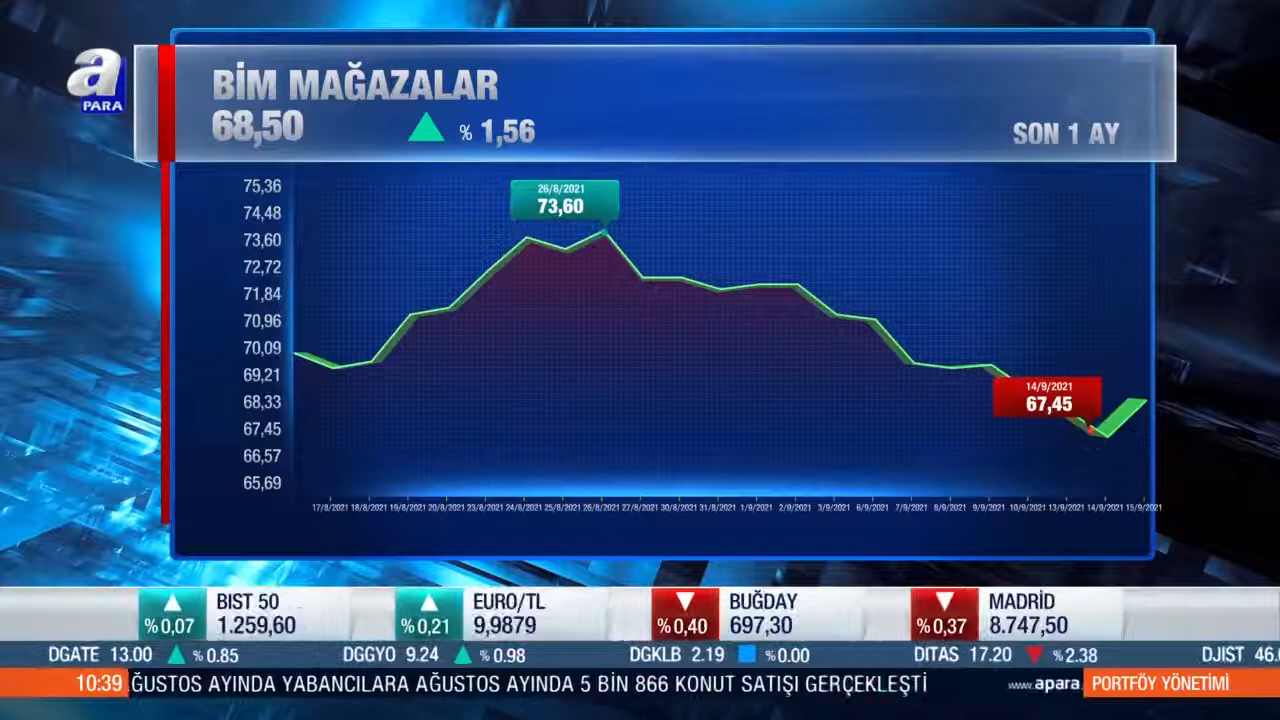 a
PARA
BİM MAĞAZALAR
68,50 % 1,56
SON 1 AY
75,36
74,48
73,60
72,72
71,84
70,96
70,09
69,21
68,33
67,45
66,57
65,69
26/8/2021
73,60
14/9/2021
67,45
17/8/2021 18/8/2021 19/8/2021 20/8/2021 23/8/2021 24/8/2021 25/8/2021 26/8/2021 27/8/2021 30/8/2021 31/8/2021 1/9/2021 2/9/2021 3/9/2021 6/9/2021 7/9/2021 8/9/2021 9/9/2021 10/9/2021 13/9/2021 14/9/2021 15/9/2021
BIST 50
% 0,07 1.259,60
EURO/TL
% 0,21 9,9879
BUĞDAY
% 0,40 697,30
MADRİD
% 0,37 8.747,50
DGATE 13.00 % 0.85 DGGYO 9.24 % 0.98 DGKLB 2.19 % 0.00 DITAS 17.20 % 2.38 DJIST 46.0
10:39 ĞUSTOS AYINDA YABANCILARA AĞUSTOS AYINDA 5 BİN 866 KONUT SATIŞI GERÇEKLEŞTİ www.apara. PORTFÖY YÖNETİMİ